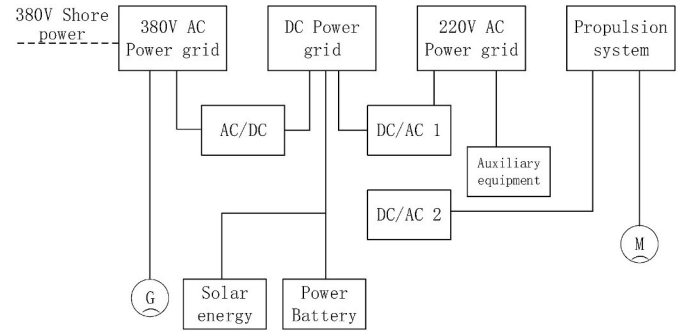 380V Shore
power
380V AC
Power grid
DC Power
grid
220V AC
Power grid
Propulsion
system
AC/DC
DC/AC 1
Auxiliary
equipment
DC/AC 2
M
G
Solar
energy
Power
Battery